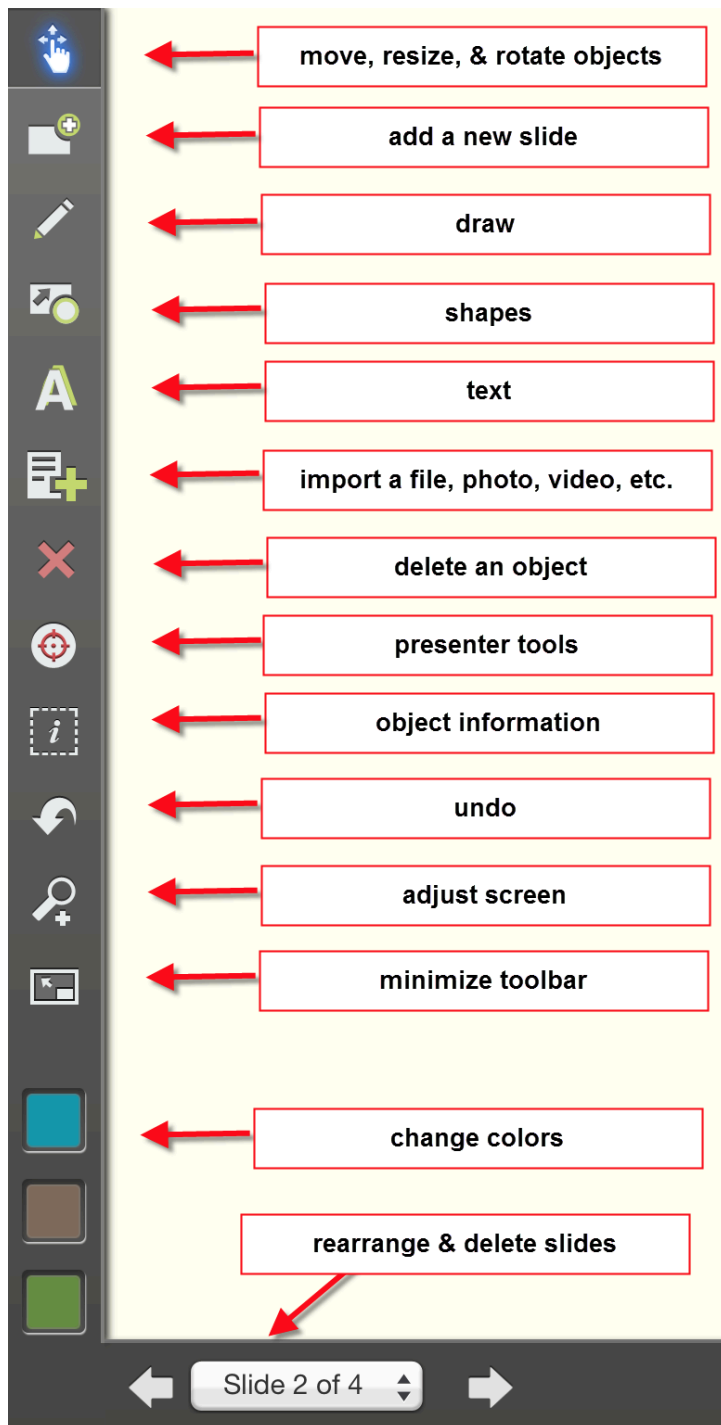 move, resize, & rotate objects
add a new slide
draw
shapes
A
text
import a file, photo, video, etc.
delete an object
presenter tools
i
object information
undo
adjust screen
minimize toolbar
change colors
rearrange & delete slides
Slide 2 of 4